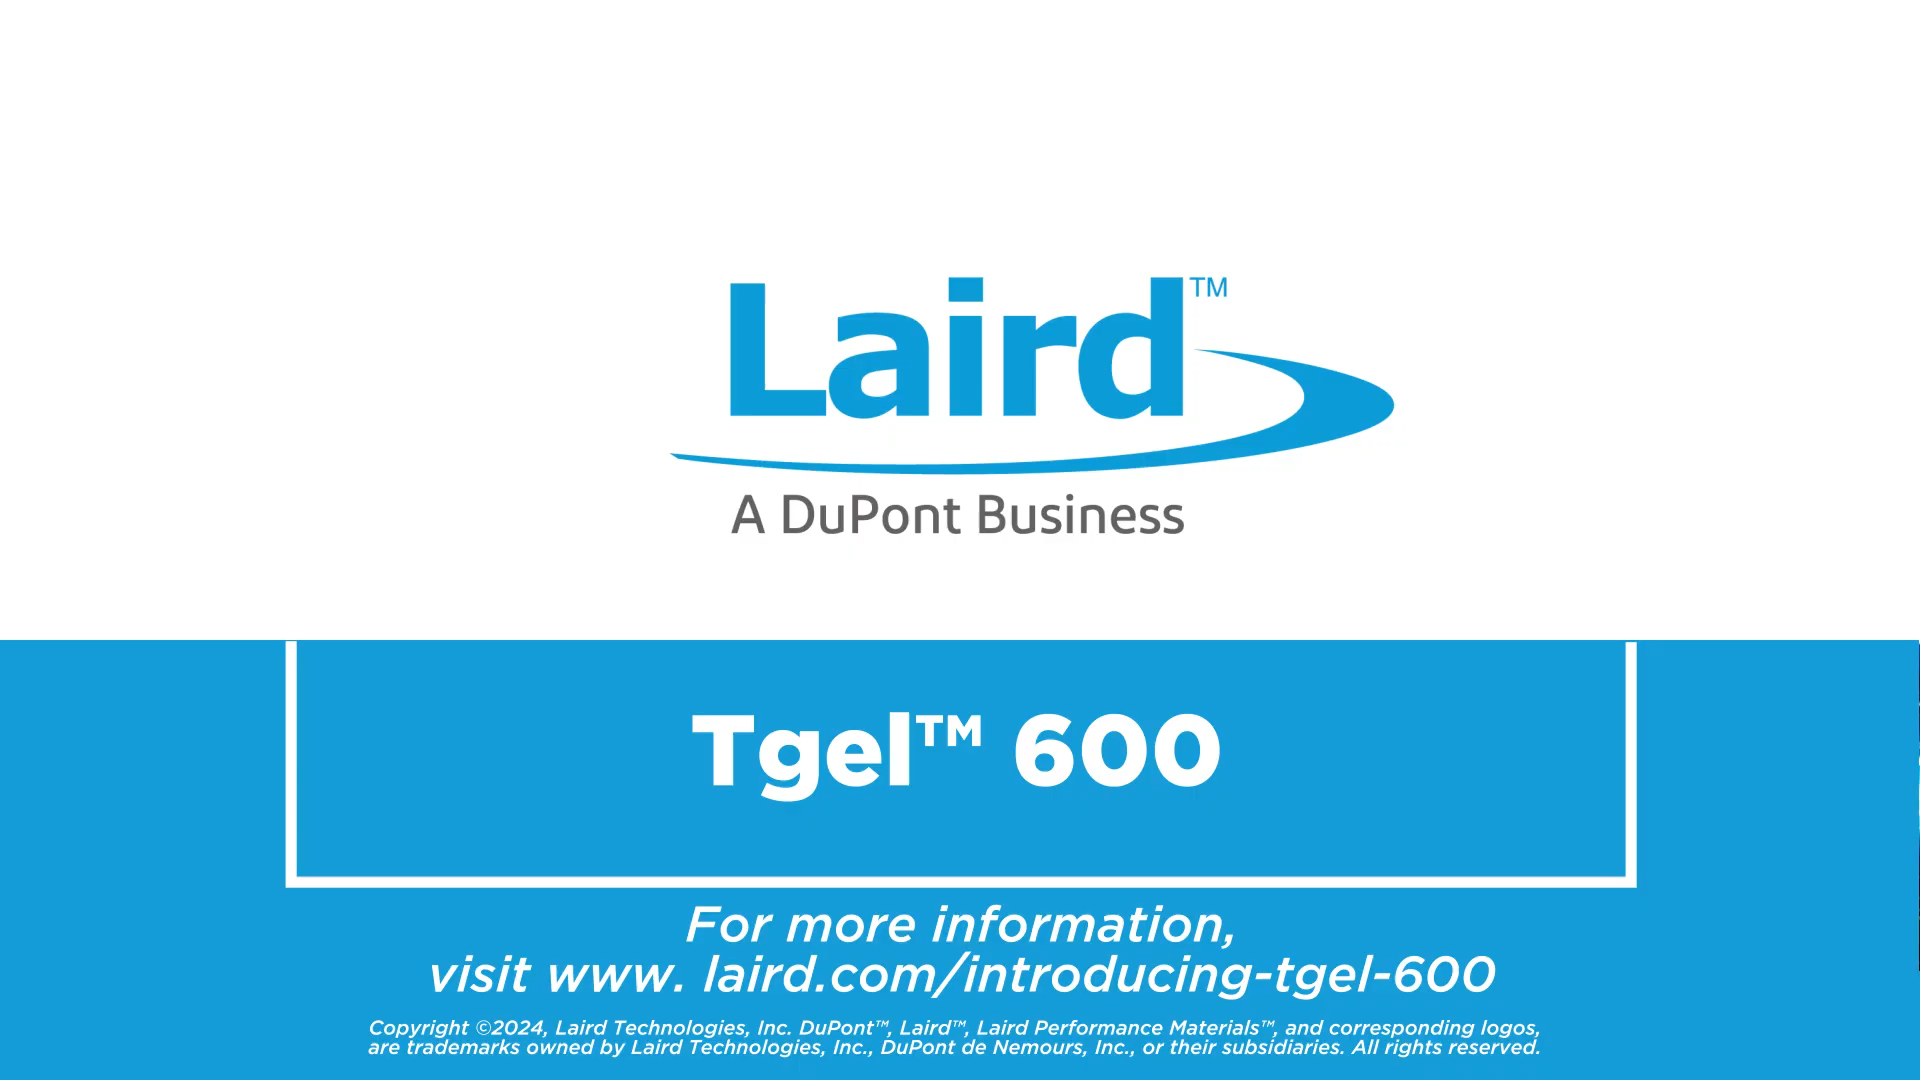 Laird™
A DuPont Business
Tgel™ 600
For more information,
visit www. laird.com/introducing-tgel-600
Copyright ©2024, Laird Technologies, Inc. DuPont™, Laird™, Laird Performance Materials™, and corresponding logos,
are trademarks owned by Laird Technologies, Inc., DuPont de Nemours, Inc., or their subsidiaries. All rights reserved.